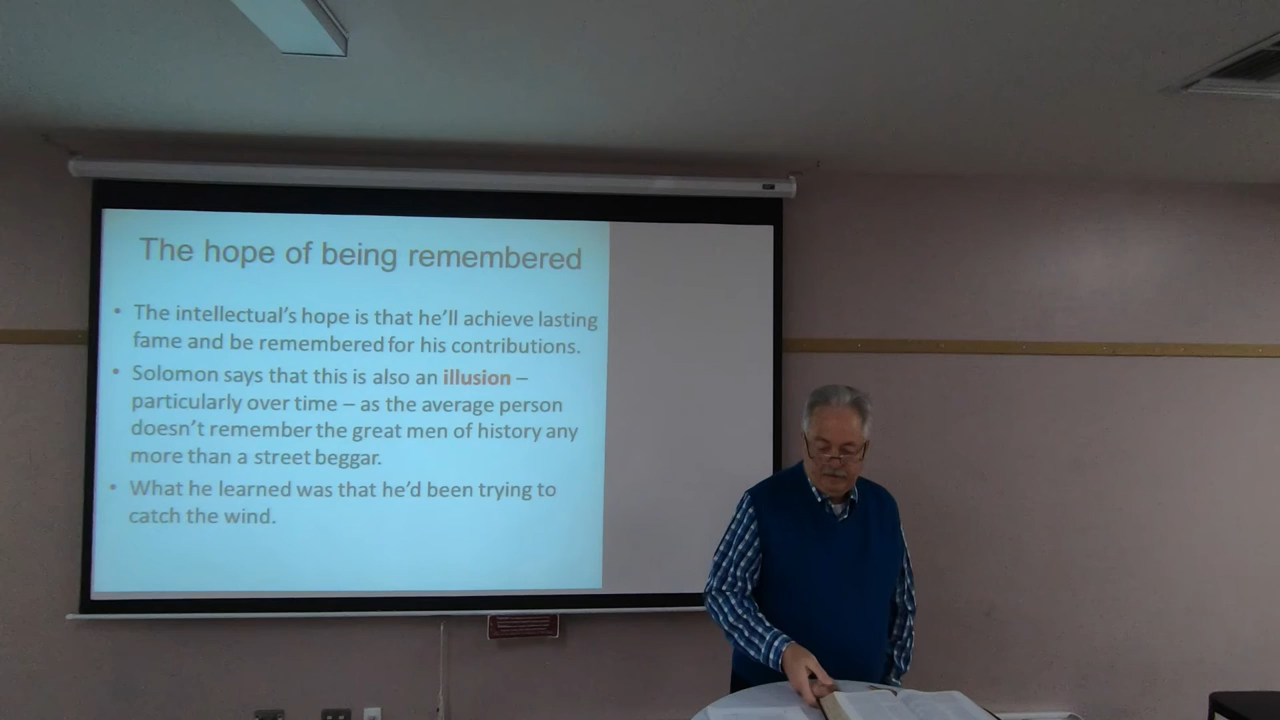 The hope of being remembered
• The intellectual's hope is that he'll achieve lasting
fame and be remembered for his contributions.
• Solomon says that this is also an illusion –
particularly over time – as the average person
doesn't remember the great men of history any
more than a street beggar.
• What he learned was that he'd been trying to
catch the wind.